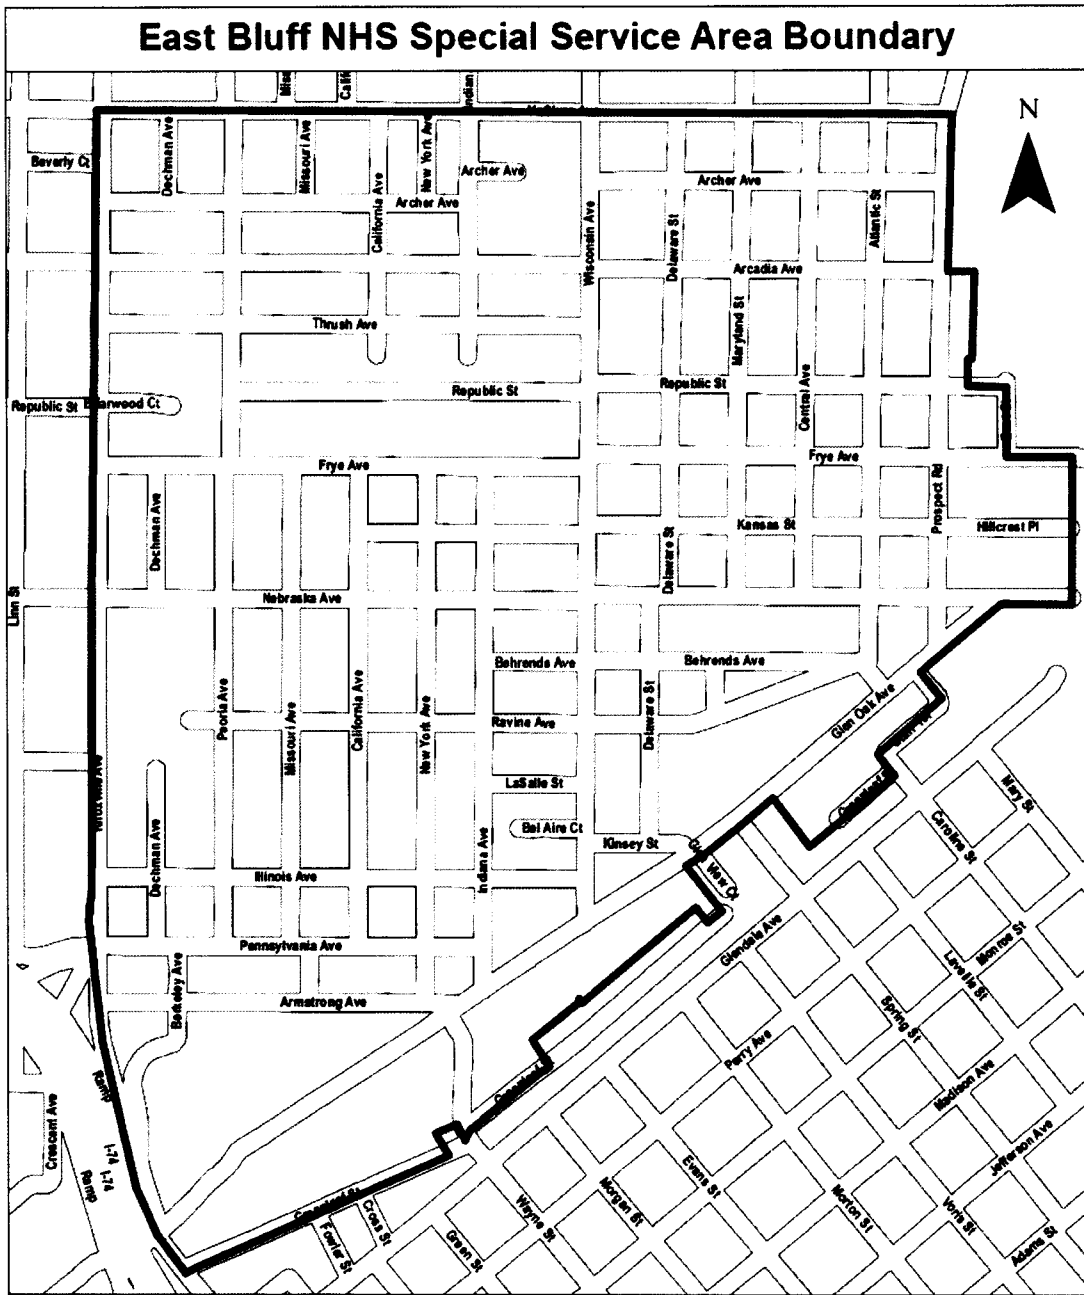 East Bluff NHS Special Service Area Boundary
N
Dechman Ave
Missouri Ave
California Ave
New York Ave
Beverly Ct
Archer Ave
Archer Ave
Archer Ave
Atlantic St
Wisconsin Ave
Delaware St
Arcadia Ave
Maryland St
Thrush Ave
Republic St
Republic St
Republic St
Briarwood Ct
Central Ave
Frye Ave
Frye Ave
Prospect Rd
Dechman Ave
Kansas St
Hillcrest Pl
Delaware St
Linn St
Nebraska Ave
Behrends Ave
Behrends Ave
Peoria Ave
Missouri Ave
California Ave
New York Ave
Ravine Ave
Delaware St
Glen Oak Ave
LaSalle St
Knoxville Ave
Bel Aire Ct
Kinsey St
Mary St
Caroline St
Dechman Ave
Indiana Ave
Illinois Ave
Pennsylvania Ave
Glendale Ave
Monroe St
Laveille St
Berkeley Ave
Armstrong Ave
Spring St
Perry Ave
Madison Ave
Ramp
Crescent Ave
I-74
I-74
Ramp
Jefferson Ave
Evans St
Morgan St
Morton St
Voris St
Adams St
Wayne St
Green St
Cross St
Fowler St